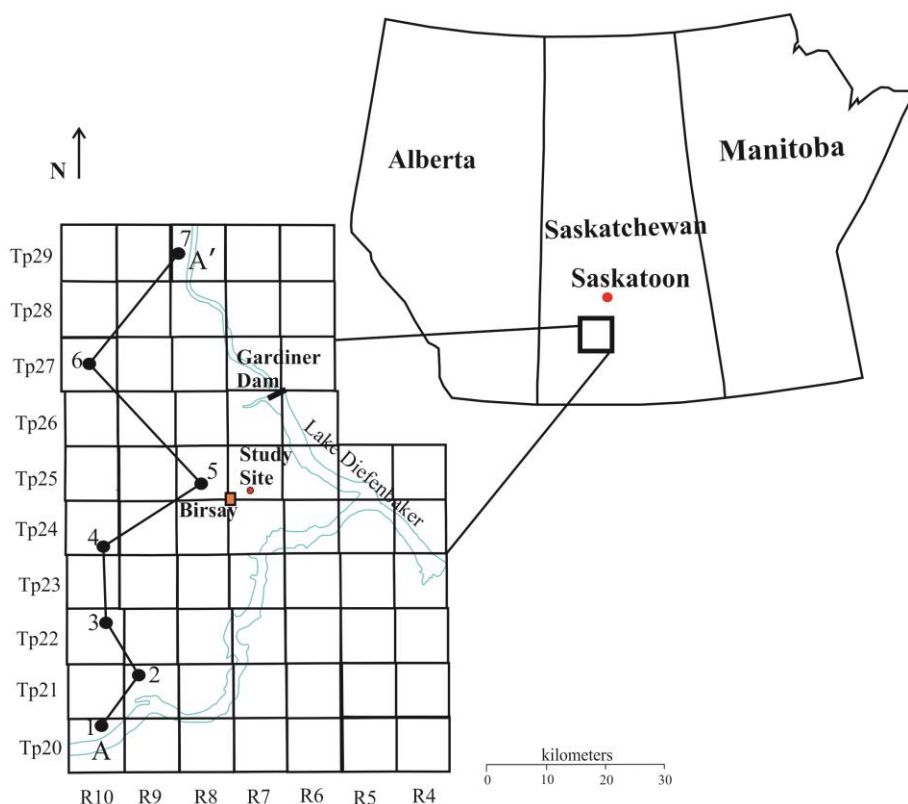 N
Alberta
Manitoba
Saskatchewan
Saskatoon
Tp29
Tp28
Tp27
Tp26
Tp25
Tp24
Tp23
Tp22
Tp21
Tp20
7
A'
6
Gardiner
Dam
Lake Diefenbaker
5
Study
Site
Birsay
4
3
2
1
A
R10
R9
R8
R7
R6
R5
R4
kilometers
0
10
20
30